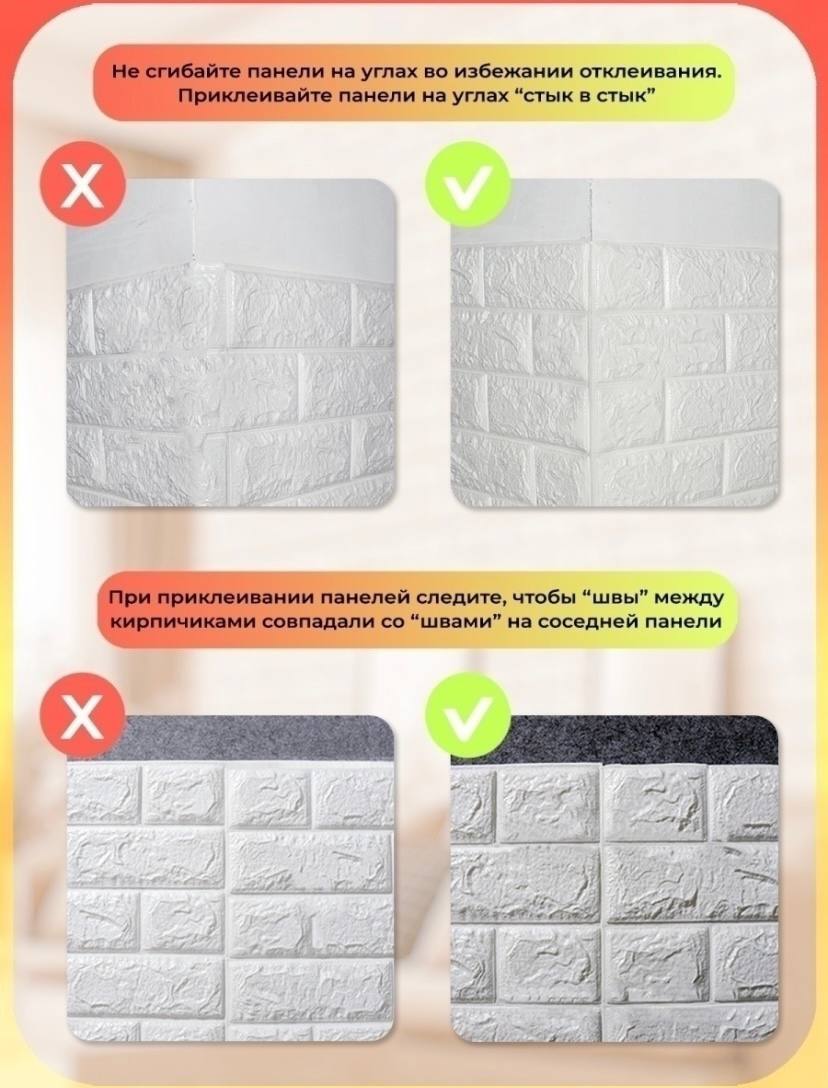 Не сгибайте панели на углах во избежании отклеивания.
Приклеивайте панели на углах “стык в стык”
X
При приклеивании панелей следите, чтобы “швы” между
кирпичиками совпадали со “швами” на соседней панели
X